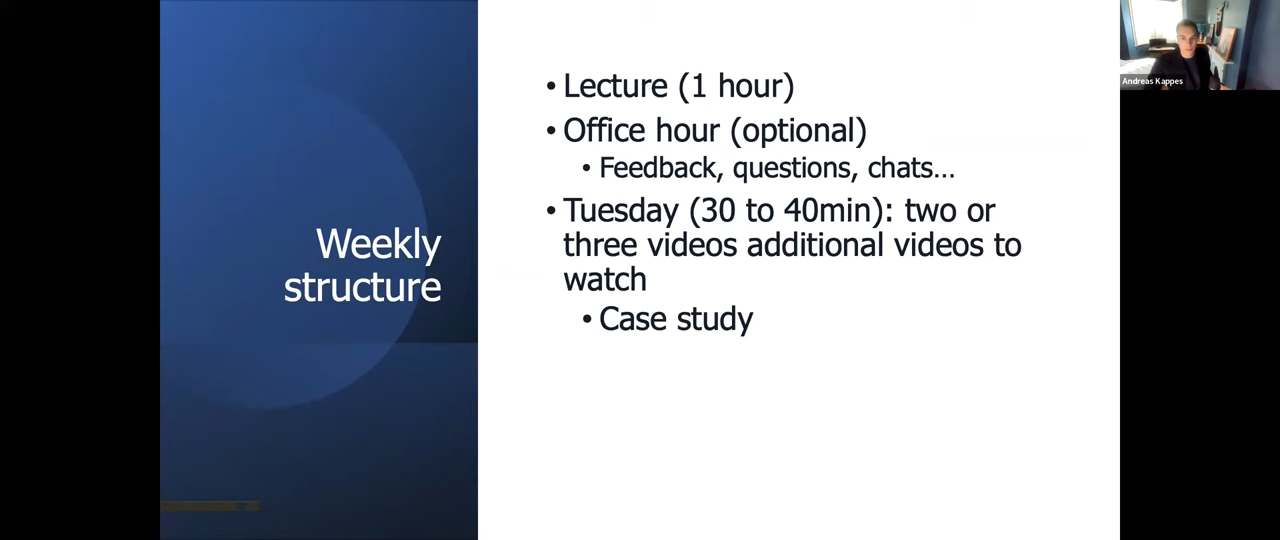 Weekly
structure
• Lecture (1 hour)
• Office hour (optional)
• Feedback, questions, chats…
• Tuesday (30 to 40min): two or
three videos additional videos to
watch
• Case study
Andreas Kappes